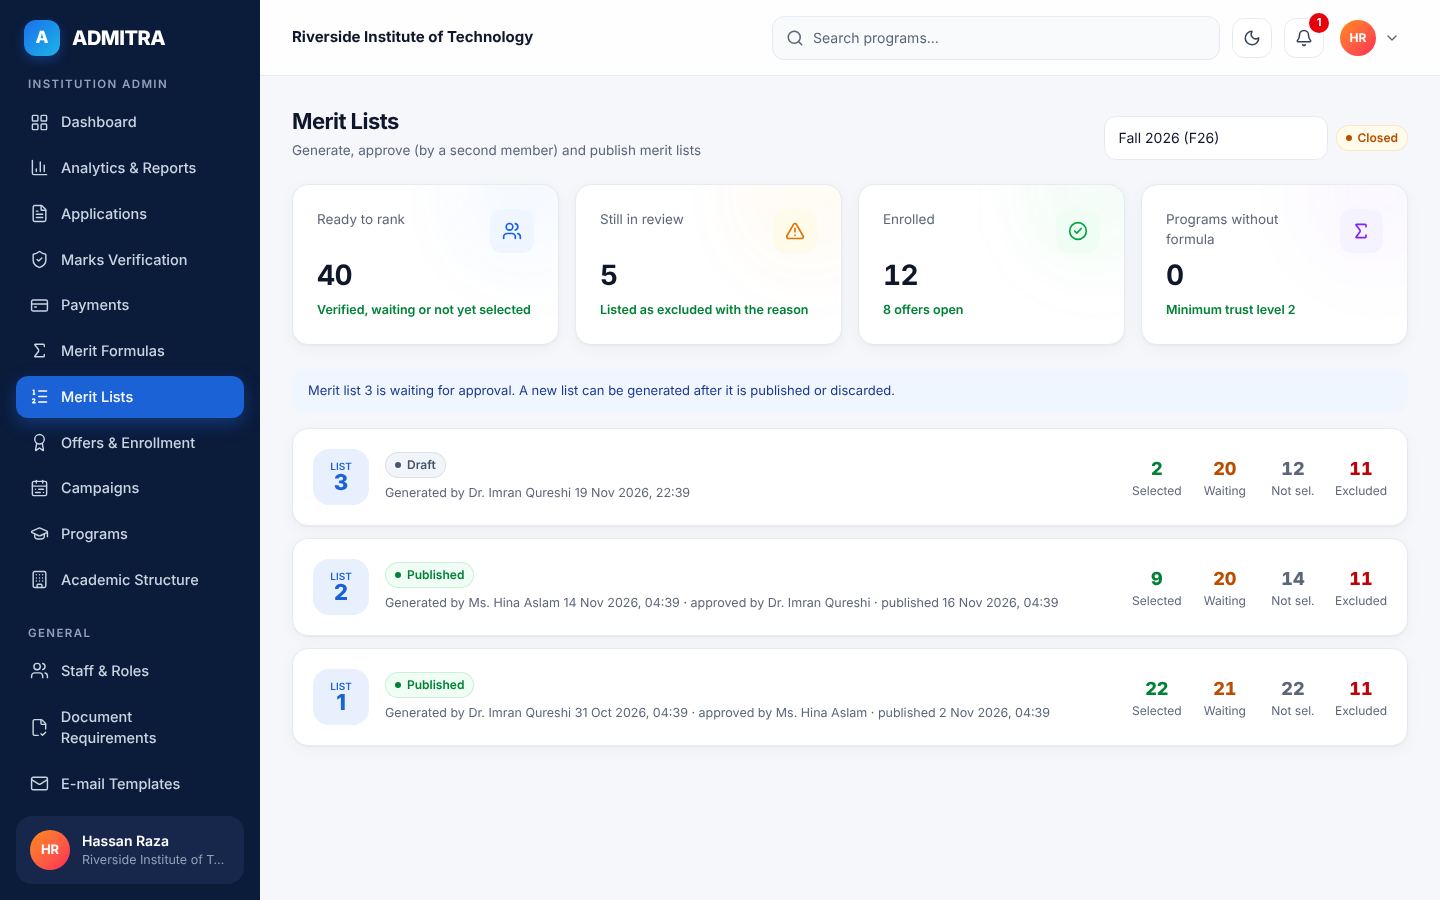 A ADMITRA
INSTITUTION ADMIN
Dashboard
Analytics & Reports
Applications
Marks Verification
Payments
Merit Formulas
Merit Lists
Offers & Enrollment
Campaigns
Programs
Academic Structure
GENERAL
Staff & Roles
Document
Requirements
E-mail Templates
HR
Hassan Raza
Riverside Institute of T...
Riverside Institute of Technology
Search programs...
1
HR
Merit Lists
Generate, approve (by a second member) and publish merit lists
Fall 2026 (F26)
Closed
Ready to rank
40
Verified, waiting or not yet selected
Still in review
5
Listed as excluded with the reason
Enrolled
12
8 offers open
Programs without
formula
0
Minimum trust level 2
Merit list 3 is waiting for approval. A new list can be generated after it is published or discarded.
LIST
3
Draft
Generated by Dr. Imran Qureshi 19 Nov 2026, 22:39
2 20 12 11
Selected Waiting Not sel. Excluded
LIST
2
Published
Generated by Ms. Hina Aslam 14 Nov 2026, 04:39 · approved by Dr. Imran Qureshi · published 16 Nov 2026, 04:39
9 20 14 11
Selected Waiting Not sel. Excluded
LIST
1
Published
Generated by Dr. Imran Qureshi 31 Oct 2026, 04:39 · approved by Ms. Hina Aslam · published 2 Nov 2026, 04:39
22 21 22 11
Selected Waiting Not sel. Excluded